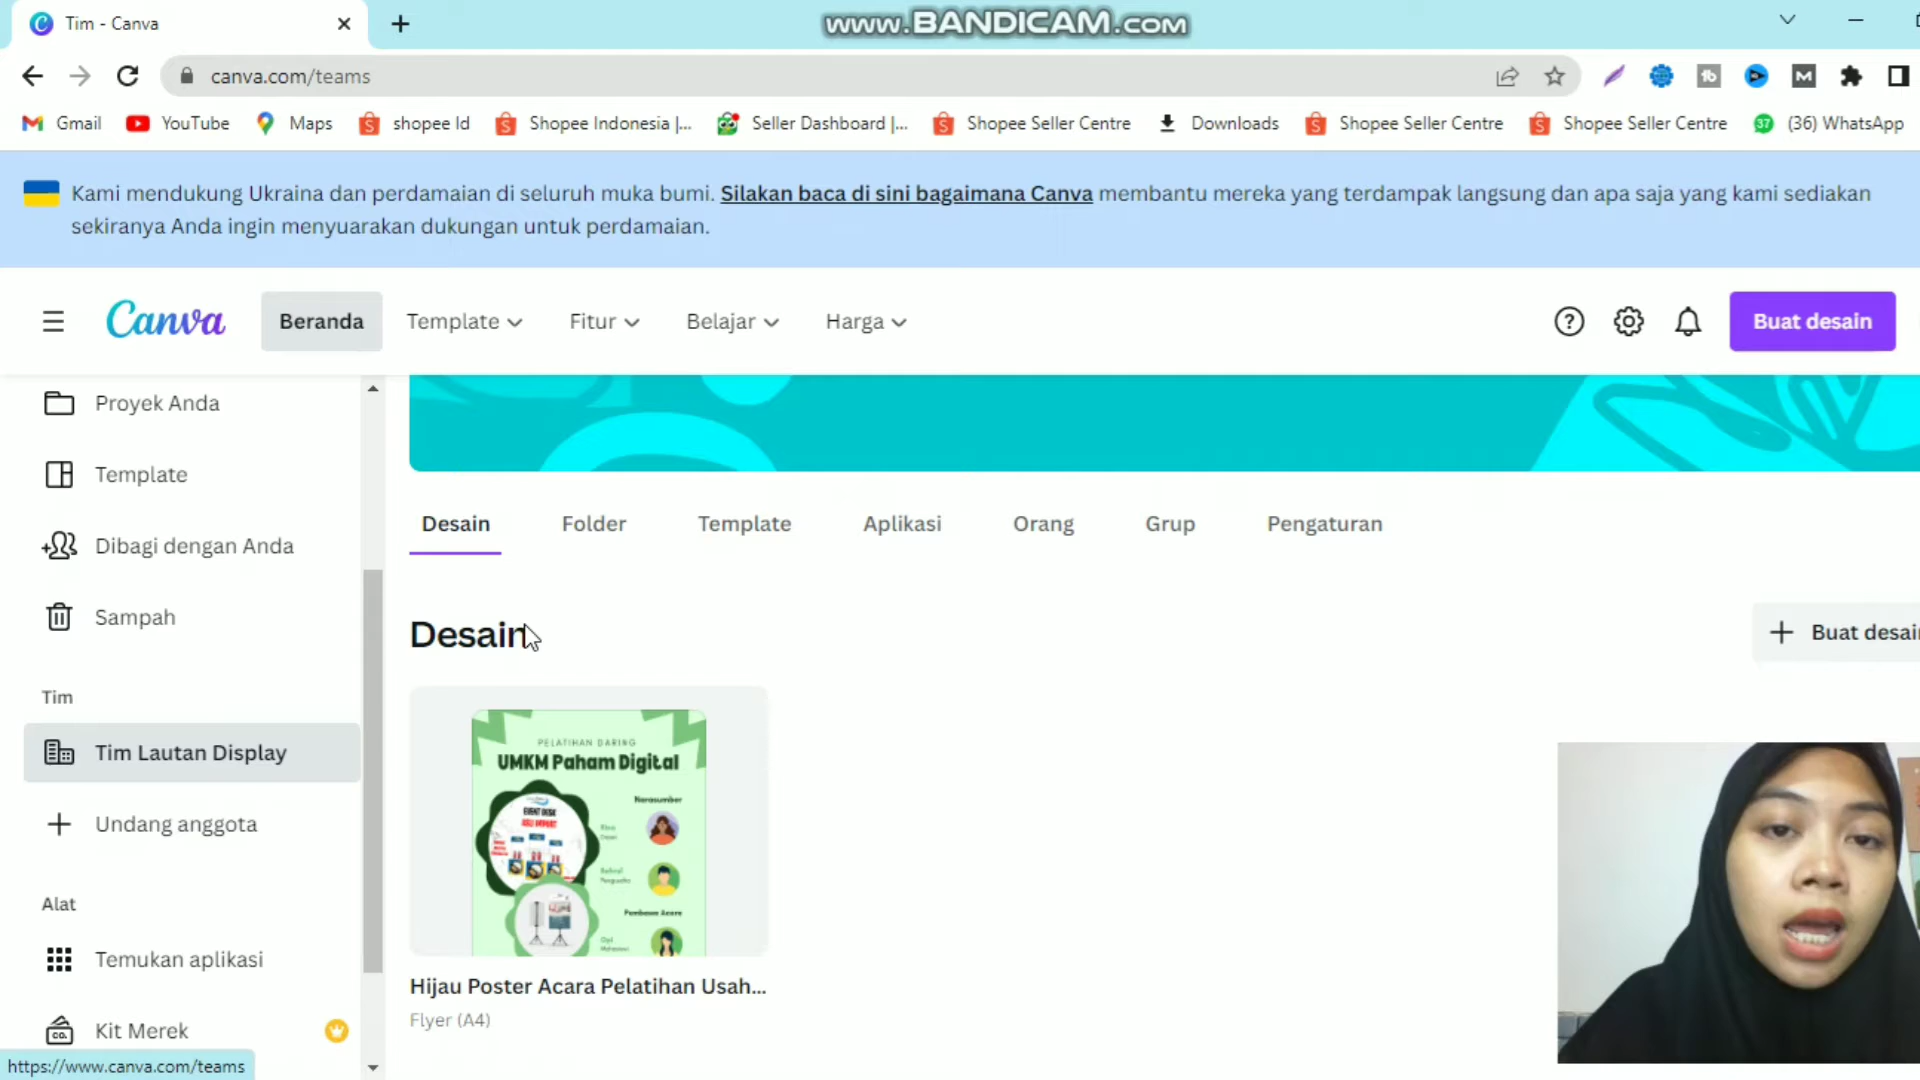 Tim - Canva
www.BANDICAM.com
canva.com/teams
Gmail
YouTube
Maps
shopee Id
Shopee Indonesia |...
Seller Dashboard |...
Shopee Seller Centre
Downloads
Shopee Seller Centre
Shopee Seller Centre
37
(36) WhatsApp
Kami mendukung Ukraina dan perdamaian di seluruh muka bumi. Silakan baca di sini bagaimana Canva membantu mereka yang terdampak langsung dan apa saja yang kami sediakan
sekiranya Anda ingin menyuarakan dukungan untuk perdamaian.
Canva
Beranda
Template
Fitur
Belajar
Harga
Buat desain
Proyek Anda
Template
Dibagi dengan Anda
Sampah
Tim
Tim Lautan Display
Undang anggota
Alat
Temukan aplikasi
Kit Merek
https://www.canva.com/teams
Desain
Folder
Template
Aplikasi
Orang
Grup
Pengaturan
Desain
Buat desain
PELATIHAN DARING
UMKM Paham Digital
Narasumber
EVENT DESK
Pembawa Acara
Hijau Poster Acara Pelatihan Usah...
Flyer (A4)